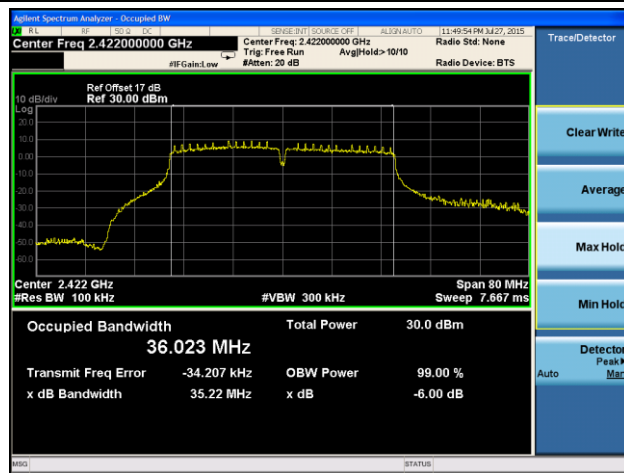 Agilent Spectrum Analyzer - Occupied BW
RL RF 50 Ω DC SENSE:INT SOURCE OFF ALIGN AUTO 11:49:54 PM Jul 27, 2015
Center Freq 2.422000000 GHz
Center Freq: 2.422000000 GHz
Radio Std: None
Trig: Free Run Avg|Hold:>10/10
#IFGain:Low #Atten: 20 dB Radio Device: BTS
Trace/Detector
Ref Offset 17 dB
10 dB/div Ref 30.00 dBm
Log
20.0
10.0
0.00
-10.0
-20.0
-30.0
-40.0
-50.0
-60.0
Center 2.422 GHz Span 80 MHz
#Res BW 100 kHz #VBW 300 kHz Sweep 7.667 ms
Occupied Bandwidth Total Power 30.0 dBm
36.023 MHz
Transmit Freq Error -34.207 kHz OBW Power 99.00 %
x dB Bandwidth 35.22 MHz x dB -6.00 dB
Clear Write
Average
Max Hold
Min Hold
Detector
Peak
Auto Man
MSG STATUS